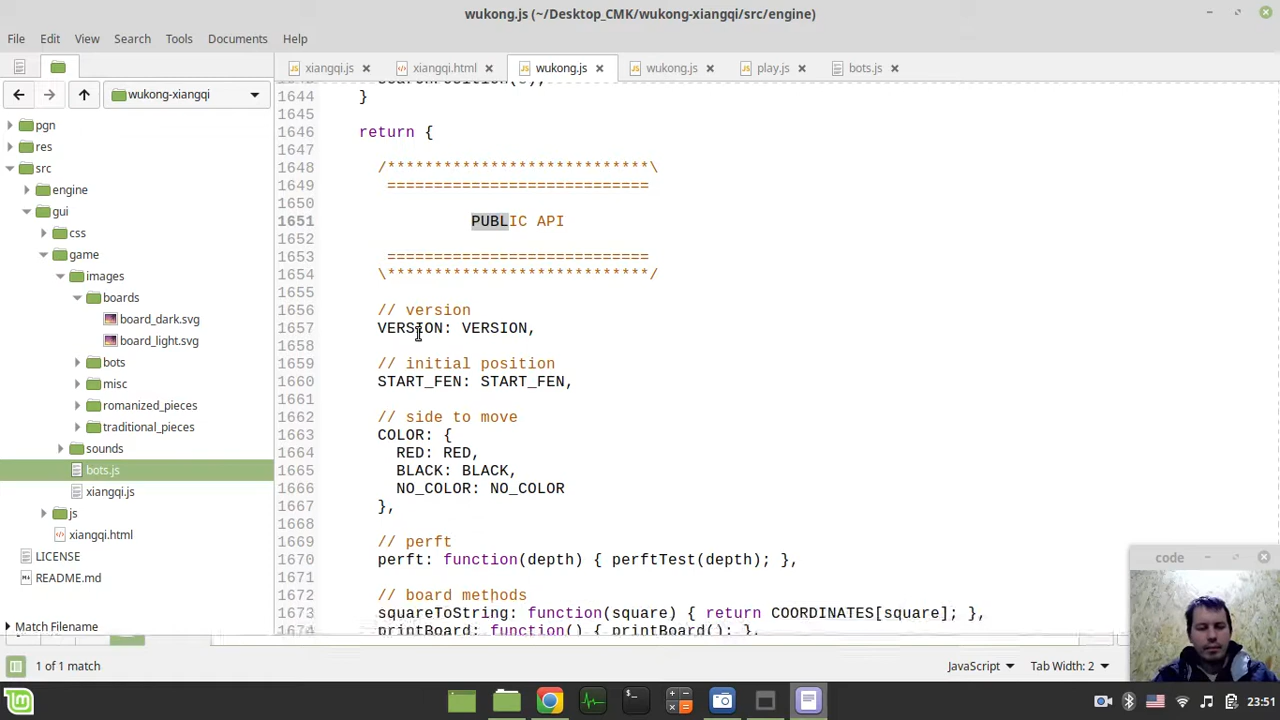 wukong.js (~/Desktop_CMK/wukong-xiangqi/src/engine)
File Edit View Search Tools Documents Help
xiangqi.js xiangqi.html wukong.js wukong.js play.js bots.js
wukong-xiangqi
pgn
res
src
engine
gui
css
game
images
boards
board_dark.svg
board_light.svg
bots
misc
romanized_pieces
traditional_pieces
sounds
bots.js
xiangqi.js
js
xiangqi.html
LICENSE
README.md
Match Filename
1644 }
1645
1646 return {
1647
1648 /****************************\
1649 ============================
1650
1651 PUBLIC API
1652
1653 ============================
1654 \****************************/
1655
1656 // version
1657 VERSION: VERSION,
1658
1659 // initial position
1660 START_FEN: START_FEN,
1661
1662 // side to move
1663 COLOR: {
1664 RED: RED,
1665 BLACK: BLACK,
1666 NO_COLOR: NO_COLOR
1667 },
1668
1669 // perft
1670 perft: function(depth) { perftTest(depth); },
1671
1672 // board methods
1673 squareToString: function(square) { return COORDINATES[square]; },
1674 printBoard: function() { printBoard(); },
code
1 of 1 match
JavaScript Tab Width: 2
23:51